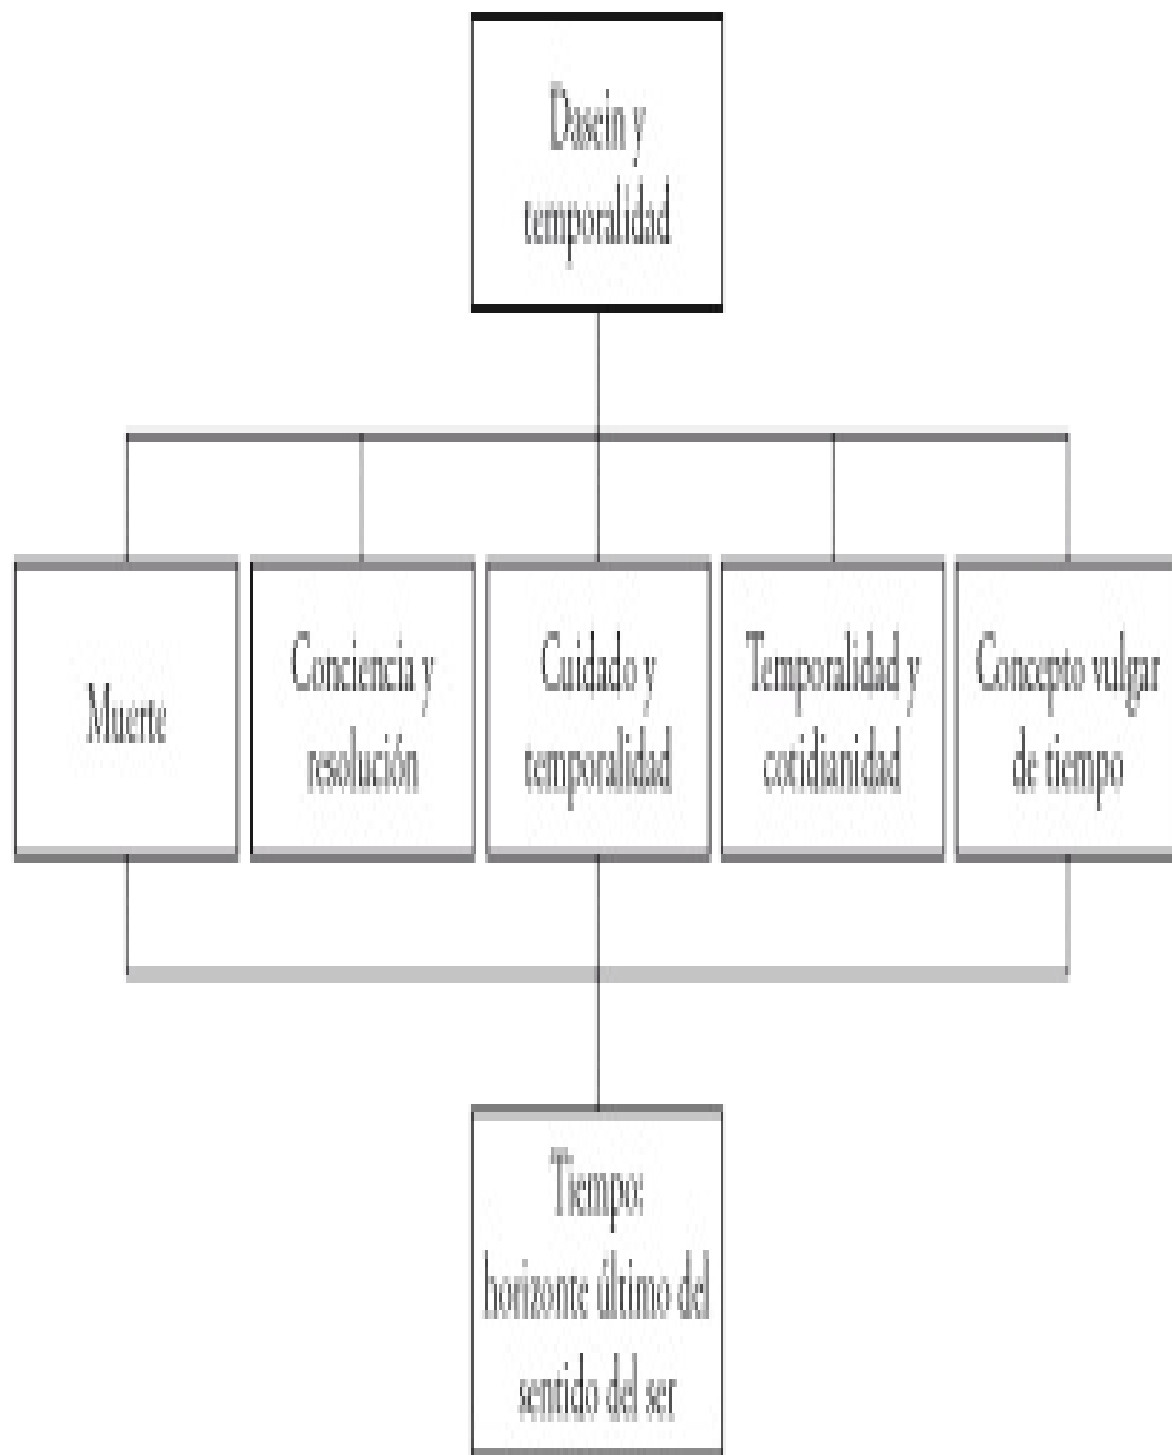 Dasein y
temporalidad
Muerte
Conciencia y
resolución
Cuidado y
temporalidad
Temporalidad y
cotidianidad
Concepto vulgar
de tiempo
Tiempo:
horizonte último del
sentido del ser